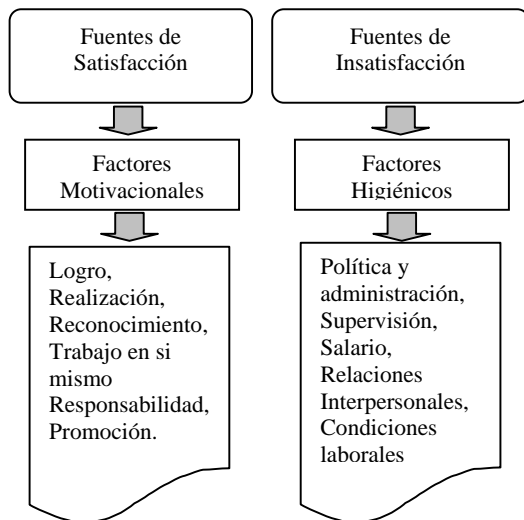 Fuentes de
Satisfacción
Factores
Motivacionales
Logro,
Realización,
Reconocimiento,
Trabajo en si
mismo
Responsabilidad,
Promoción.
Fuentes de
Insatisfacción
Factores
Higiénicos
Política y
administración,
Supervisión,
Salario,
Relaciones
Interpersonales,
Condiciones
laborales